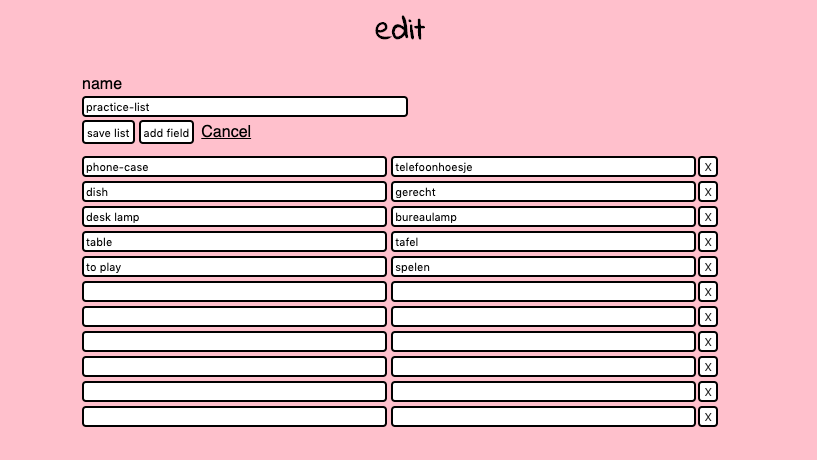 edit
name
practice-list
save list add field Cancel
phone-case telefoonhoesje X
dish gerecht X
desk lamp bureaulamp X
table tafel X
to play spelen X
X
X
X
X
X
X